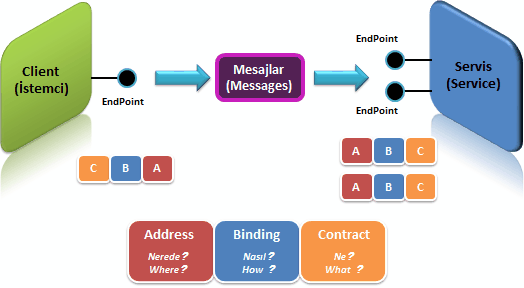 Client
(İstemci)
EndPoint
Mesajlar
(Messages)
EndPoint
EndPoint
Servis
(Service)
C B A
A B C
A B C
Address
Nerede?
Where?
Binding
Nasıl?
How ?
Contract
Ne?
What ?